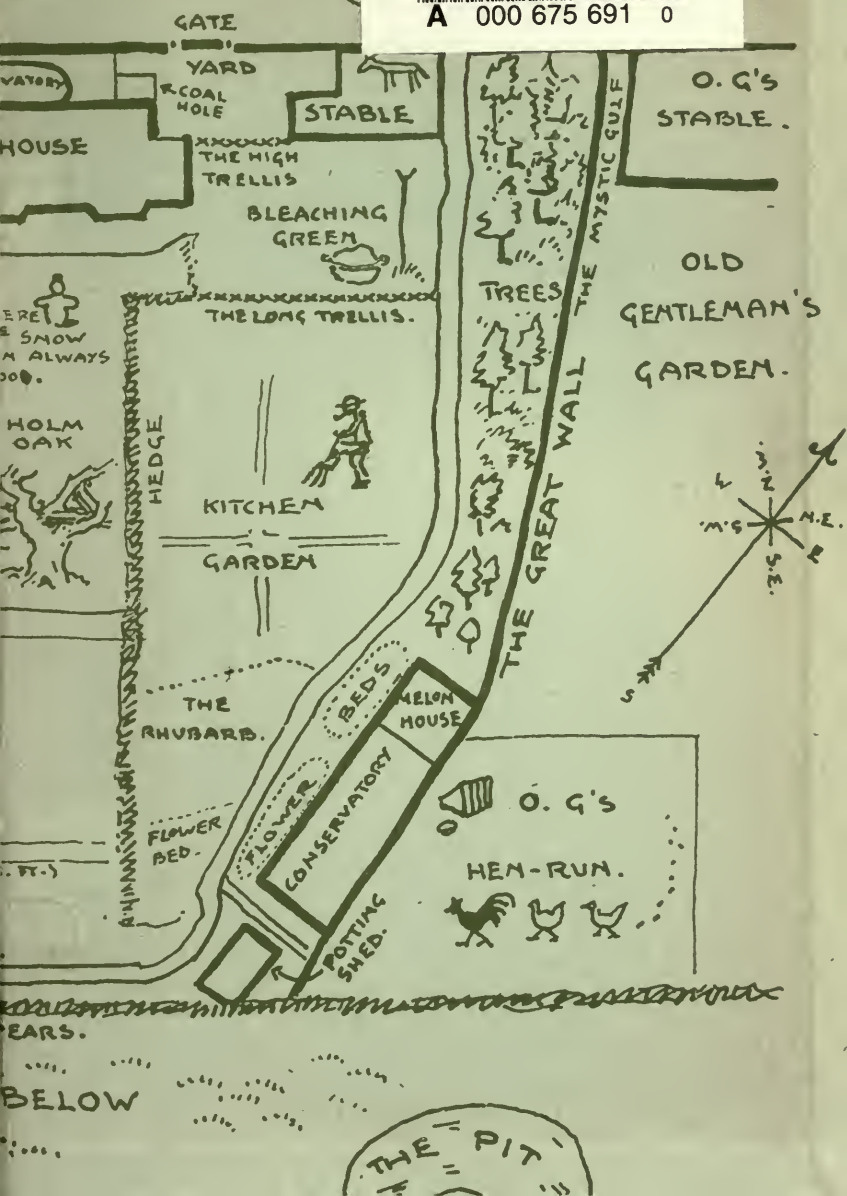 A 000 675 691 0
GATE
YARD
COAL
HOLE
STABLE
O. G'S
STABLE.
HOUSE
THE HIGH
TRELLIS
THE MYSTIC GULF
BLEACHING
GREEN
OLD
GENTLEMAN'S
GARDEN.
TREES
THE LONG TRELLIS.
SNOW
ALWAYS
HOLM
OAK
HEDGE
KITCHEN
GARDEN
THE GREAT WALL
N.E.
E
S.E.
S
S.W.
W
N.W.
THE
RHUBARB.
BEDS
MELON
HOUSE
FLOWER
CONSERVATORY
FLOWER
BED.
O. G'S
HEN-RUN.
POTTING
SHED.
EARS.
BELOW
THE PIT